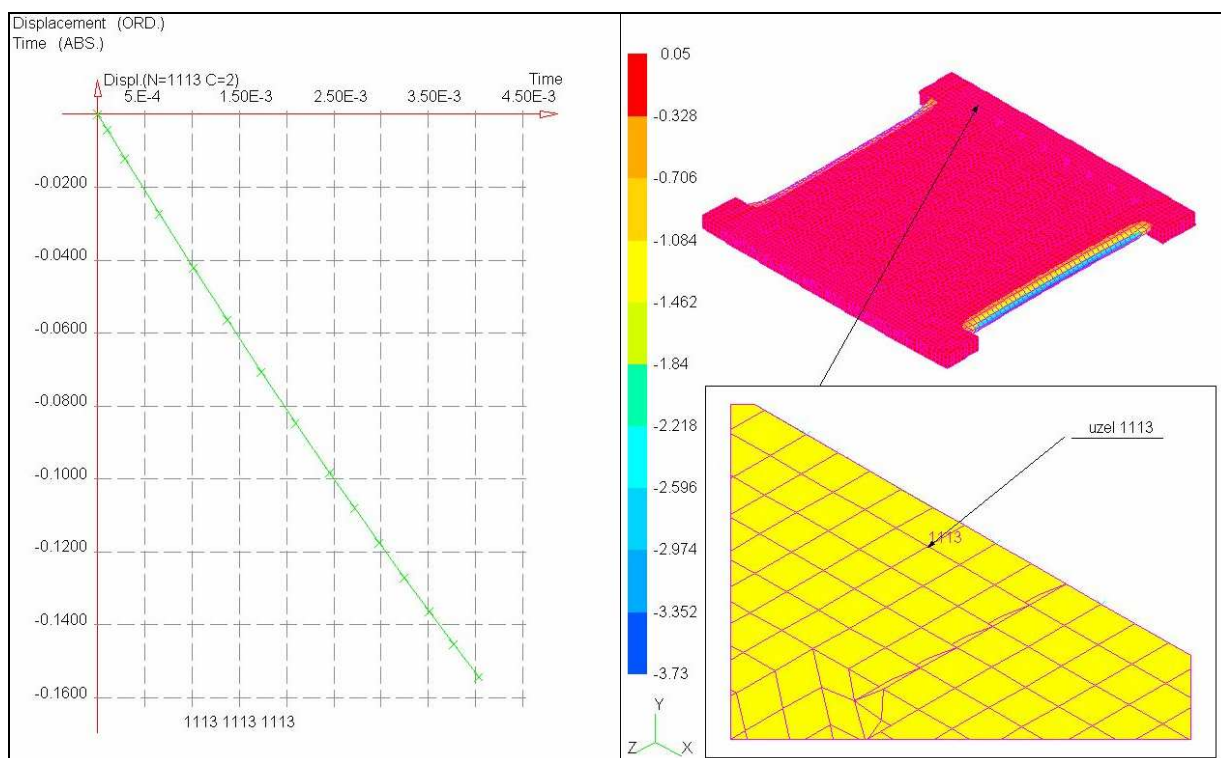 Displacement (ORD.)
Time (ABS.)
Displ.(N=1113 C=2)
Time
5.E-4 1.50E-3 2.50E-3 3.50E-3 4.50E-3
-0.0200
-0.0400
-0.0600
-0.0800
-0.1000
-0.1200
-0.1400
-0.1600
1113 1113 1113
0.05
-0.328
-0.706
-1.084
-1.462
-1.84
-2.218
-2.596
-2.974
-3.352
-3.73
Y
Z X
uzel 1113
1113